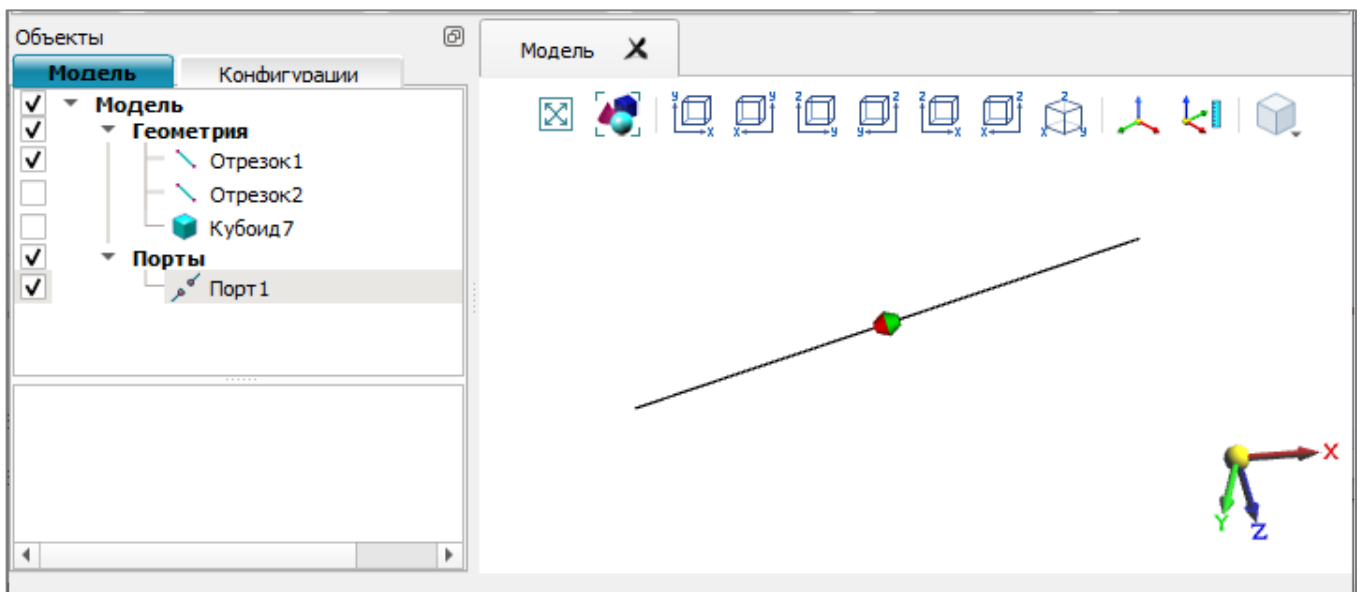 Объекты
Модель Конфигурации
Модель
Геометрия
Отрезок1
Отрезок2
Кубоид7
Порты
Порт1
Модель
y x
y x
z y
z y
z x
z x
z x y
X
Y
Z